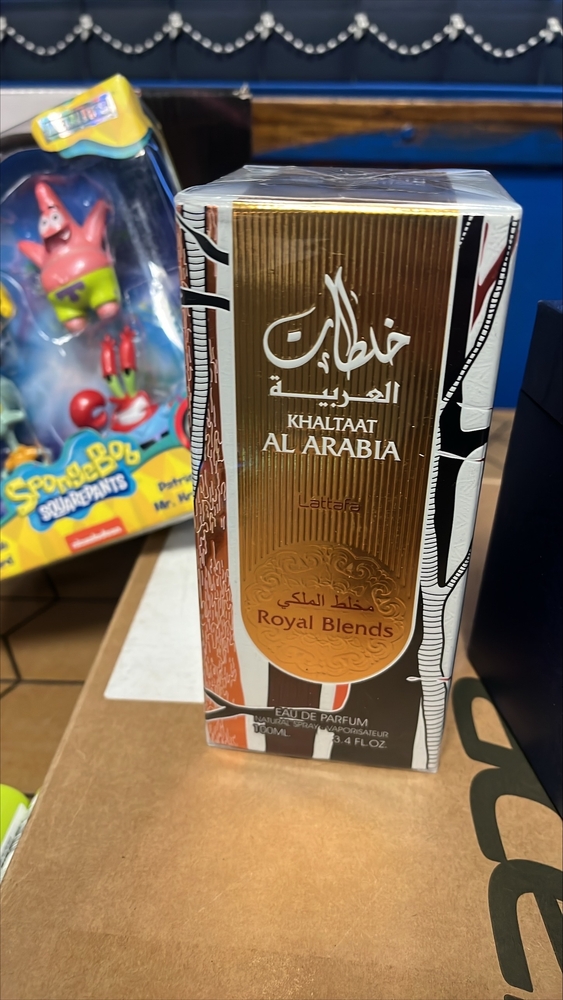 خلطات
العربية
KHALTAAT
AL ARABIA
Lattafa
مخلط الملكي
Royal Blends
EAU DE PARFUM
NATURAL SPRAY VAPORISATEUR
100ML 3.4 FL.OZ.
SpongeBob
SQUAREPANTS
nickelodeon
ace